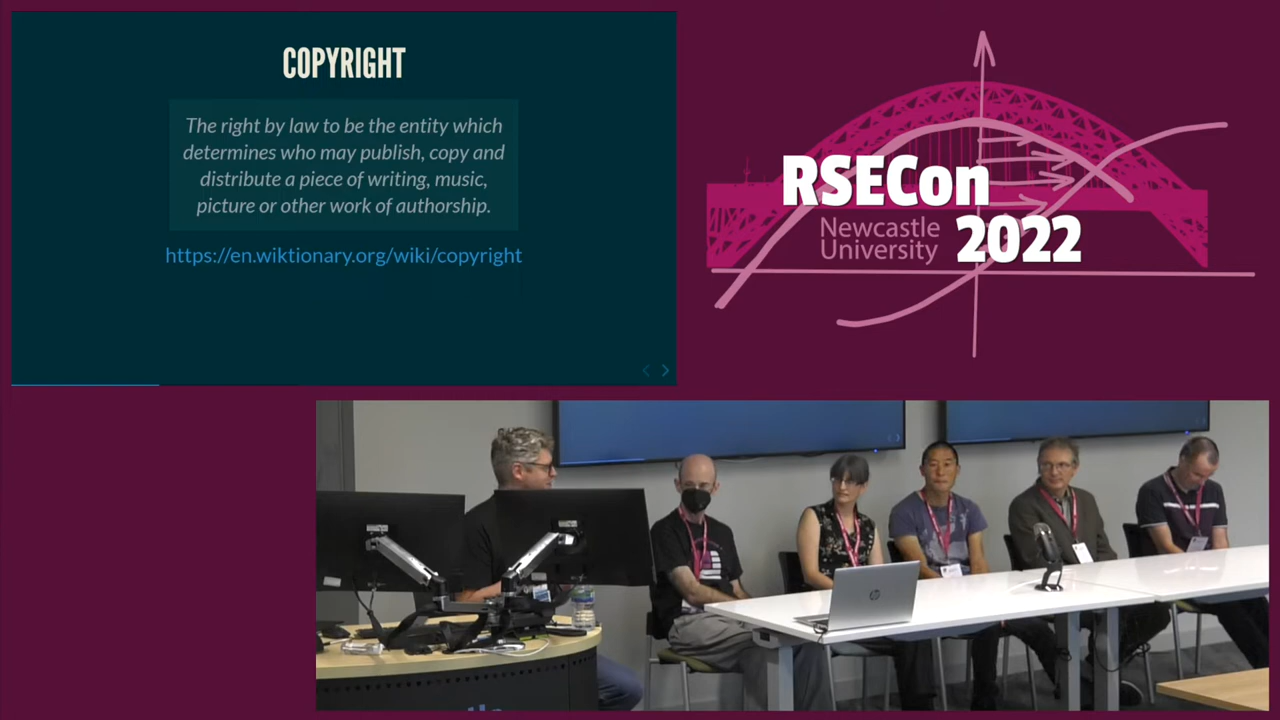 COPYRIGHT
The right by law to be the entity which
determines who may publish, copy and
distribute a piece of writing, music,
picture or other work of authorship.
https://en.wiktionary.org/wiki/copyright
RSECon
Newcastle
University
2022
hp